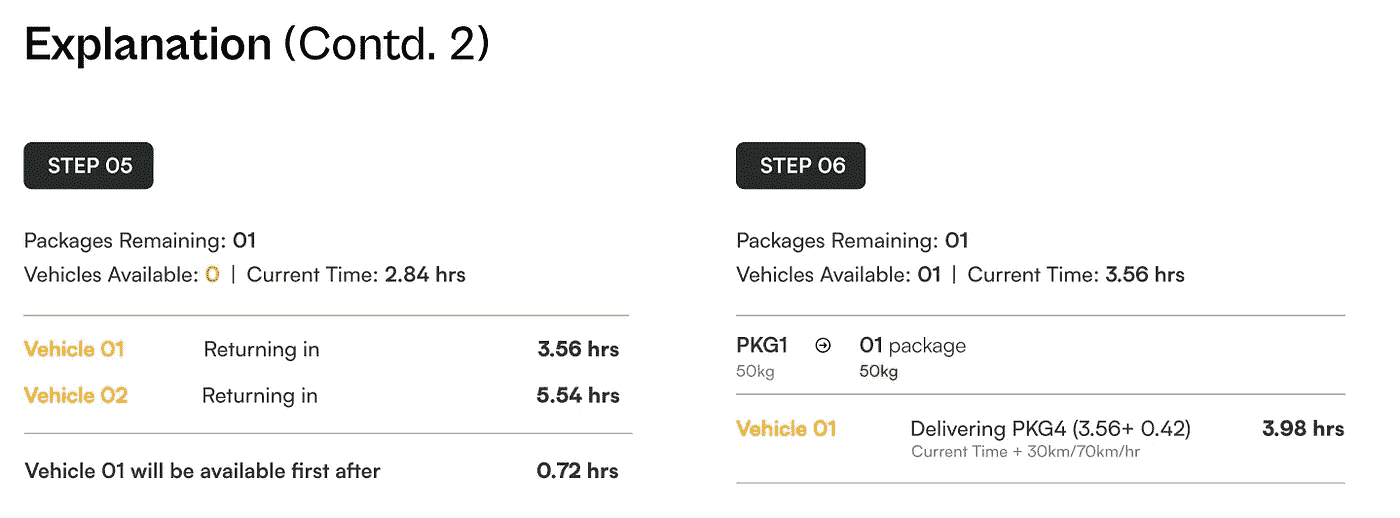 Explanation (Contd. 2)
STEP 05
Packages Remaining: 01
Vehicles Available: 0 | Current Time: 2.84 hrs
Vehicle 01 Returning in 3.56 hrs
Vehicle 02 Returning in 5.54 hrs
Vehicle 01 will be available first after 0.72 hrs
STEP 06
Packages Remaining: 01
Vehicles Available: 01 | Current Time: 3.56 hrs
PKG1 01 package
50kg 50kg
Vehicle 01 Delivering PKG4 (3.56+ 0.42) 3.98 hrs
Current Time + 30km/70km/hr